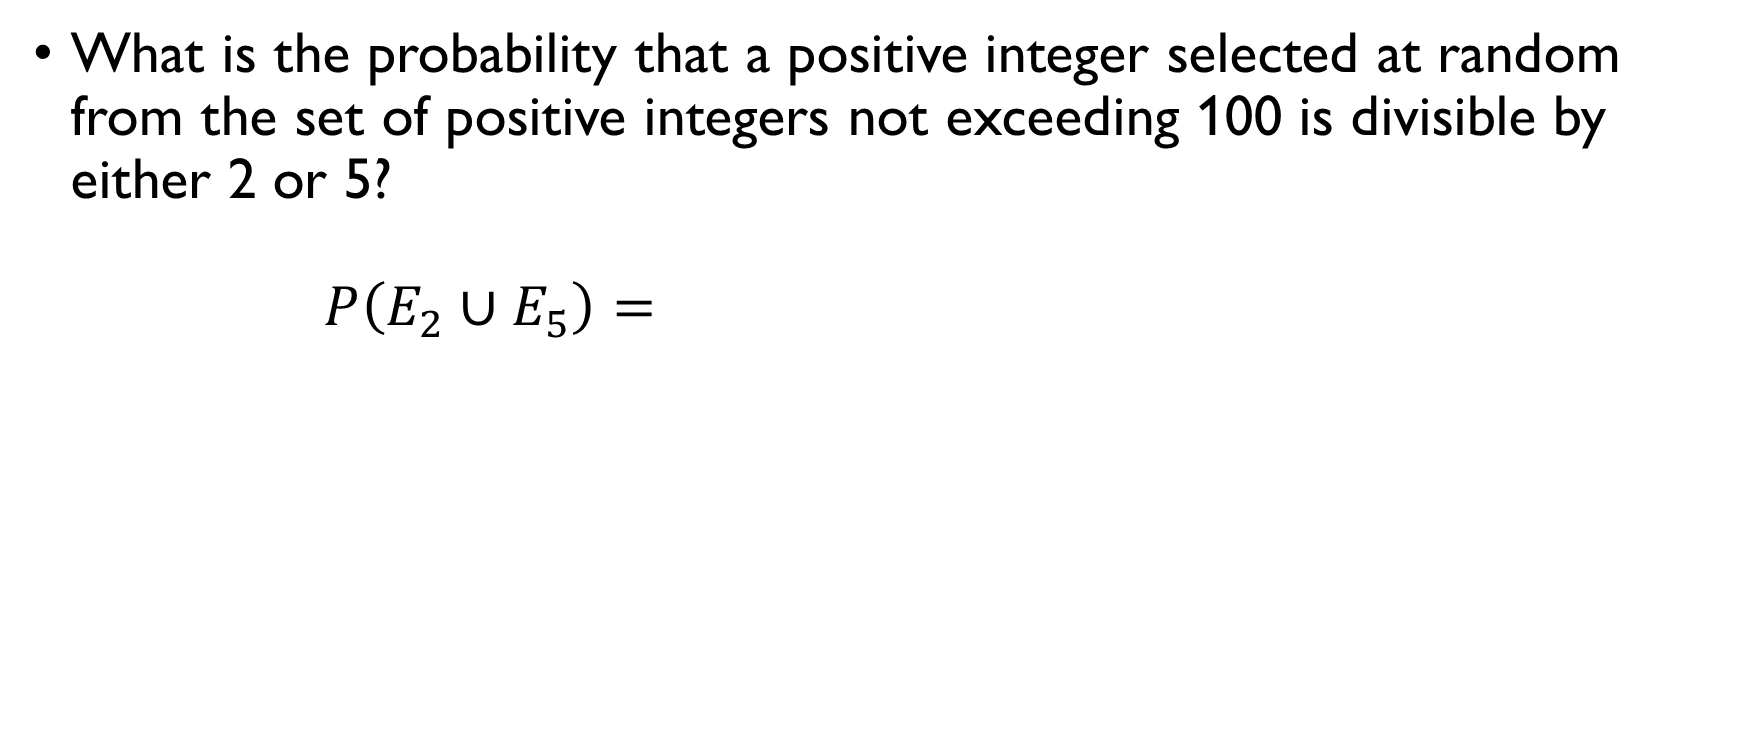 • What is the probability that a positive integer selected at random
from the set of positive integers not exceeding 100 is divisible by
either 2 or 5?
𝑃(𝐸₂ ∪ 𝐸₅) =